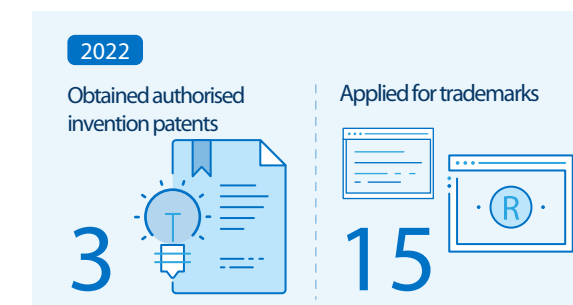 2022
Obtained authorised
invention patents
3
Applied for trademarks
R
15